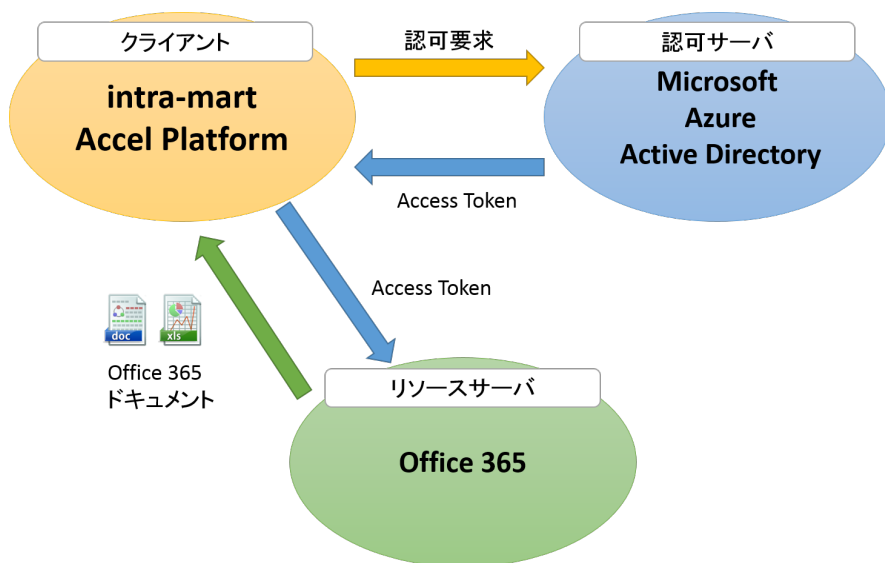 クライアント
intra-mart
Accel Platform
認可要求
認可サーバ
Microsoft
Azure
Active Directory
Access Token
Access Token
doc
xls
Office 365
ドキュメント
リソースサーバ
Office 365